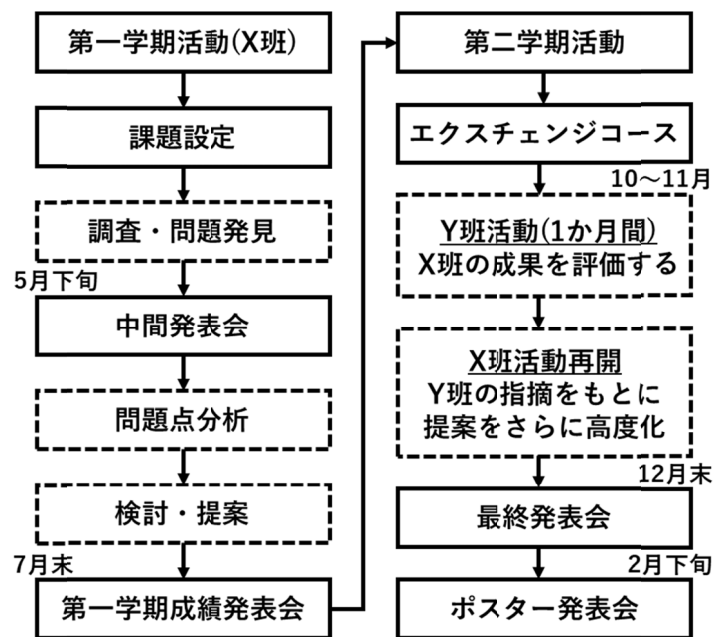 第一学期活動(X班)
課題設定
調査・問題発見
5月下旬
中間発表会
問題点分析
検討・提案
7月末
第一学期成績発表会
第二学期活動
エクスチェンジコース
10～11月
Y班活動(1か月間)
X班の成果を評価する
X班活動再開
Y班の指摘をもとに
提案をさらに高度化
12月末
最終発表会
2月下旬
ポスター発表会